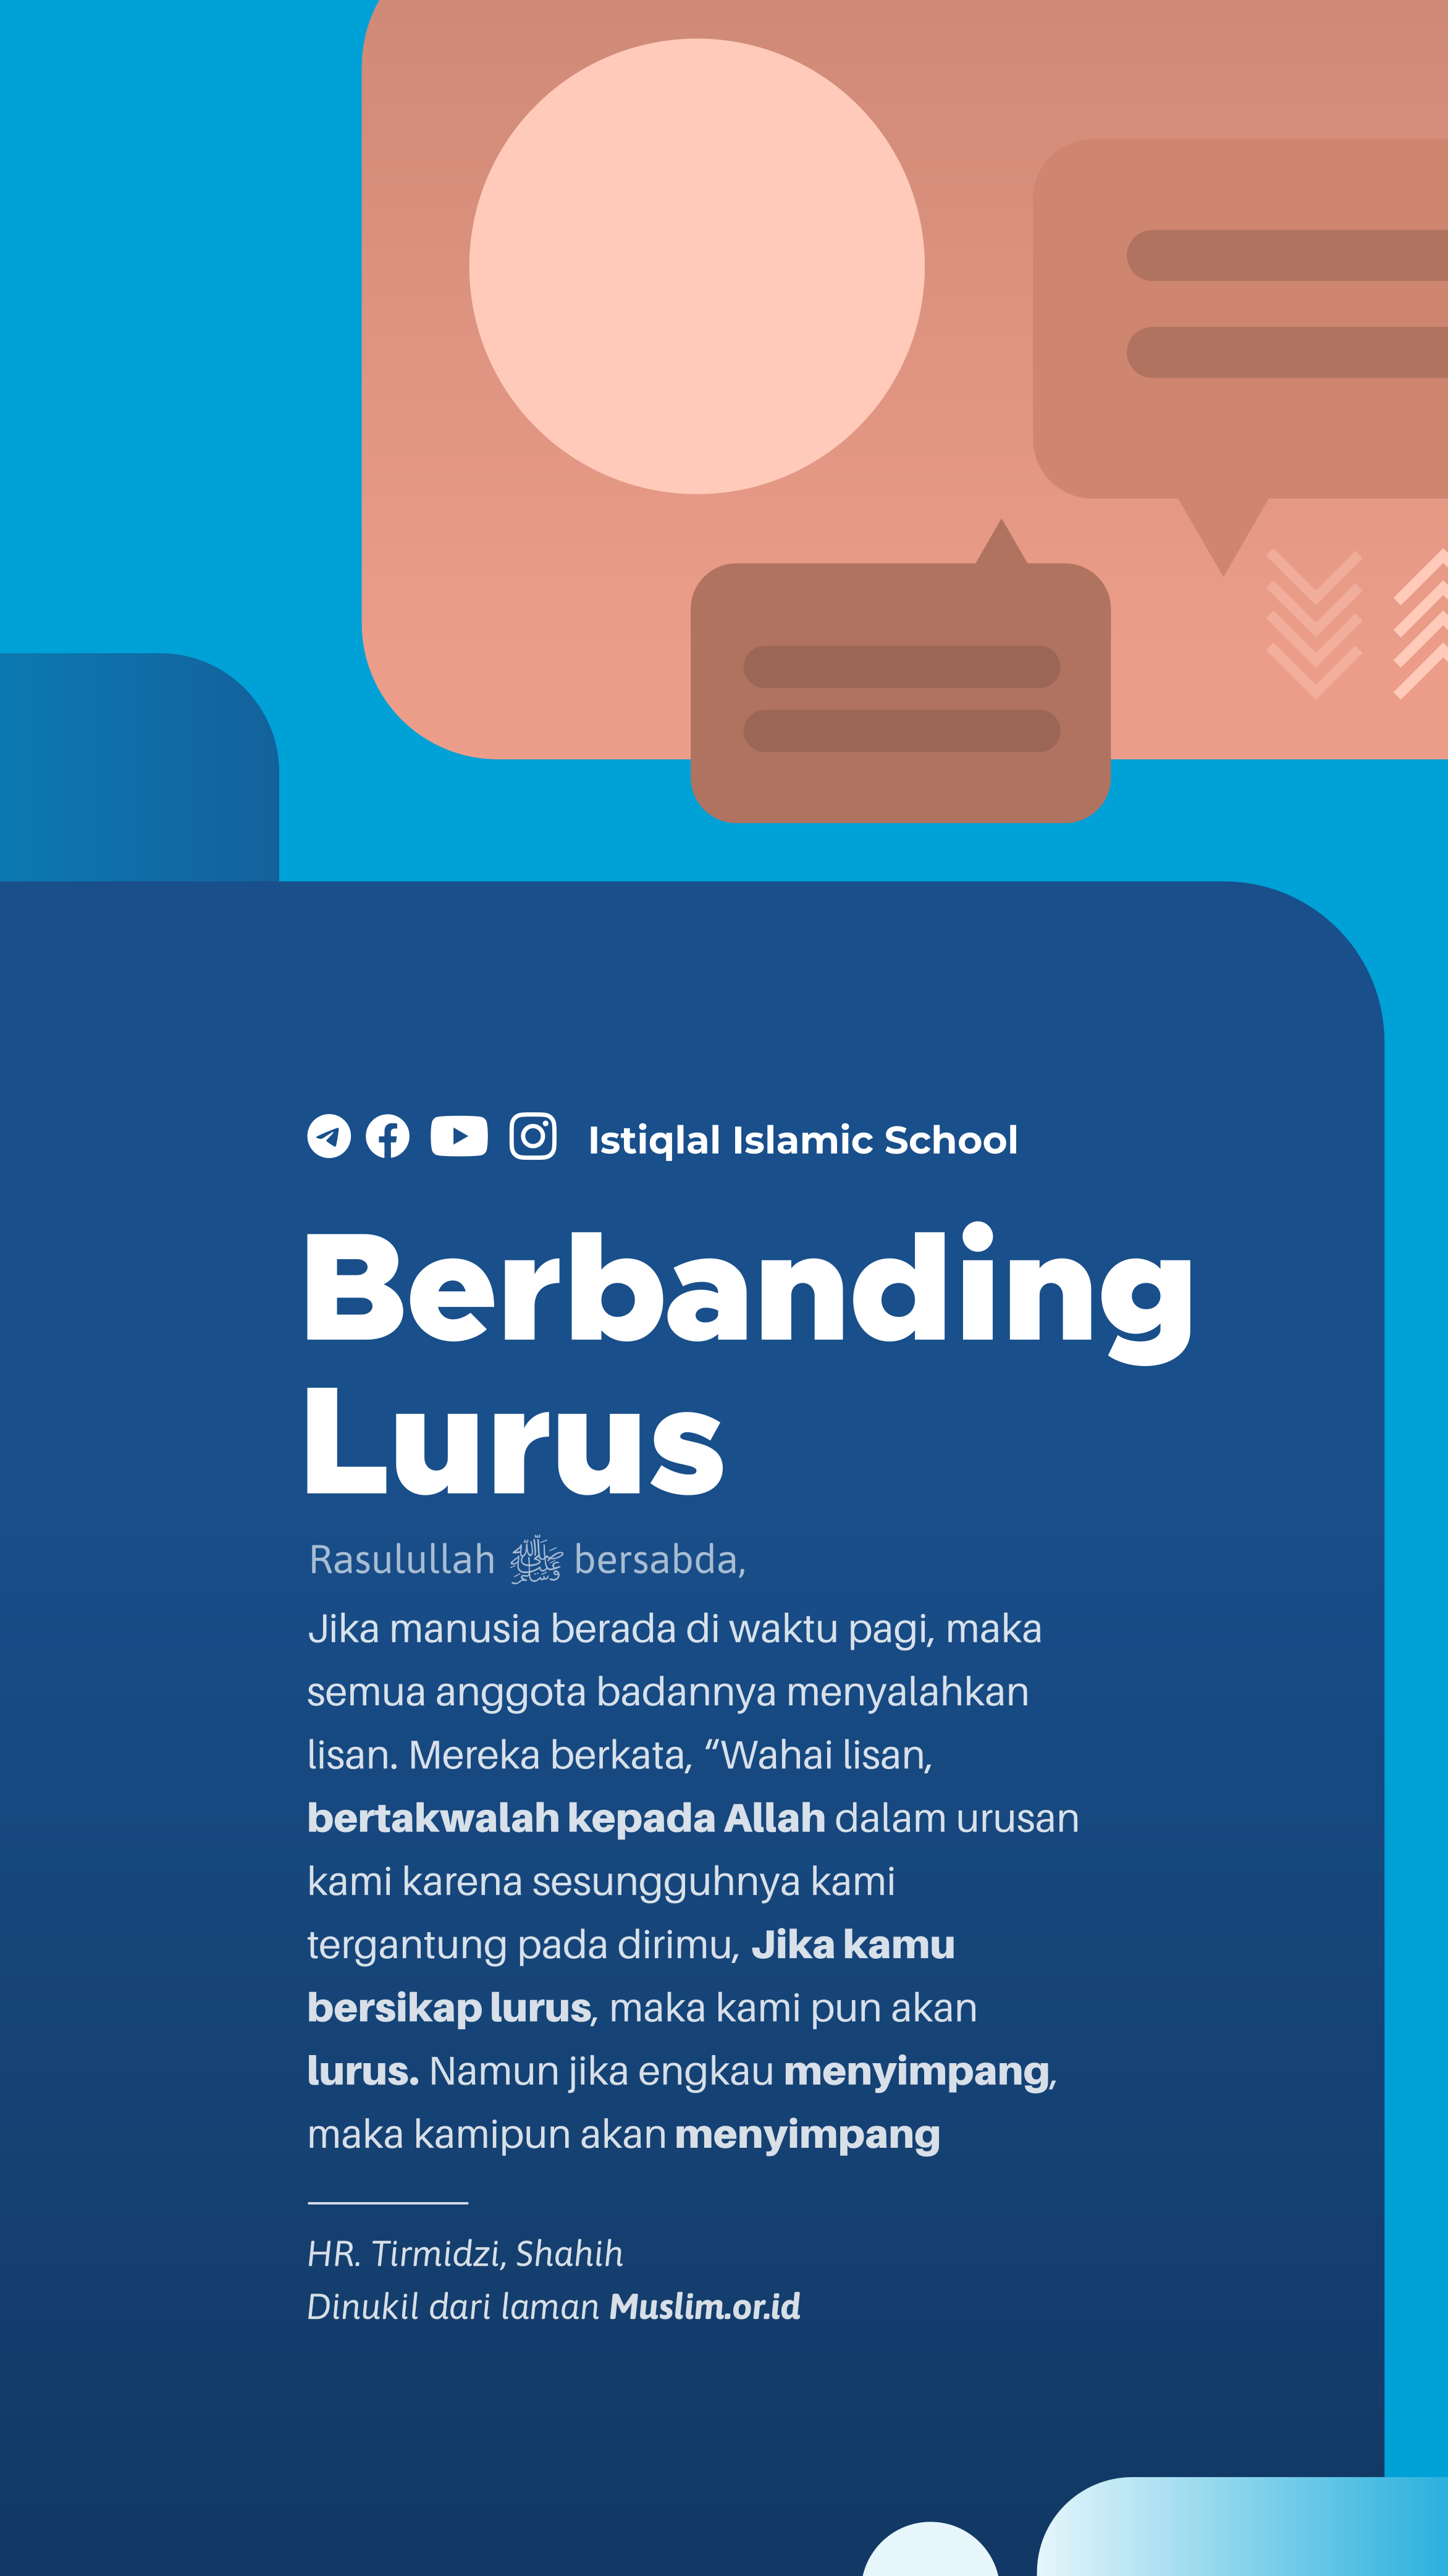 Istiqlal Islamic School
Berbanding
Lurus
Rasulullah ﷺ bersabda,
Jika manusia berada di waktu pagi, maka
semua anggota badannya menyalahkan
lisan. Mereka berkata, “Wahai lisan,
bertakwalah kepada Allah dalam urusan
kami karena sesungguhnya kami
tergantung pada dirimu, Jika kamu
bersikap lurus, maka kami pun akan
lurus. Namun jika engkau menyimpang,
maka kamipun akan menyimpang
HR. Tirmidzi, Shahih
Dinukil dari laman Muslim.or.id